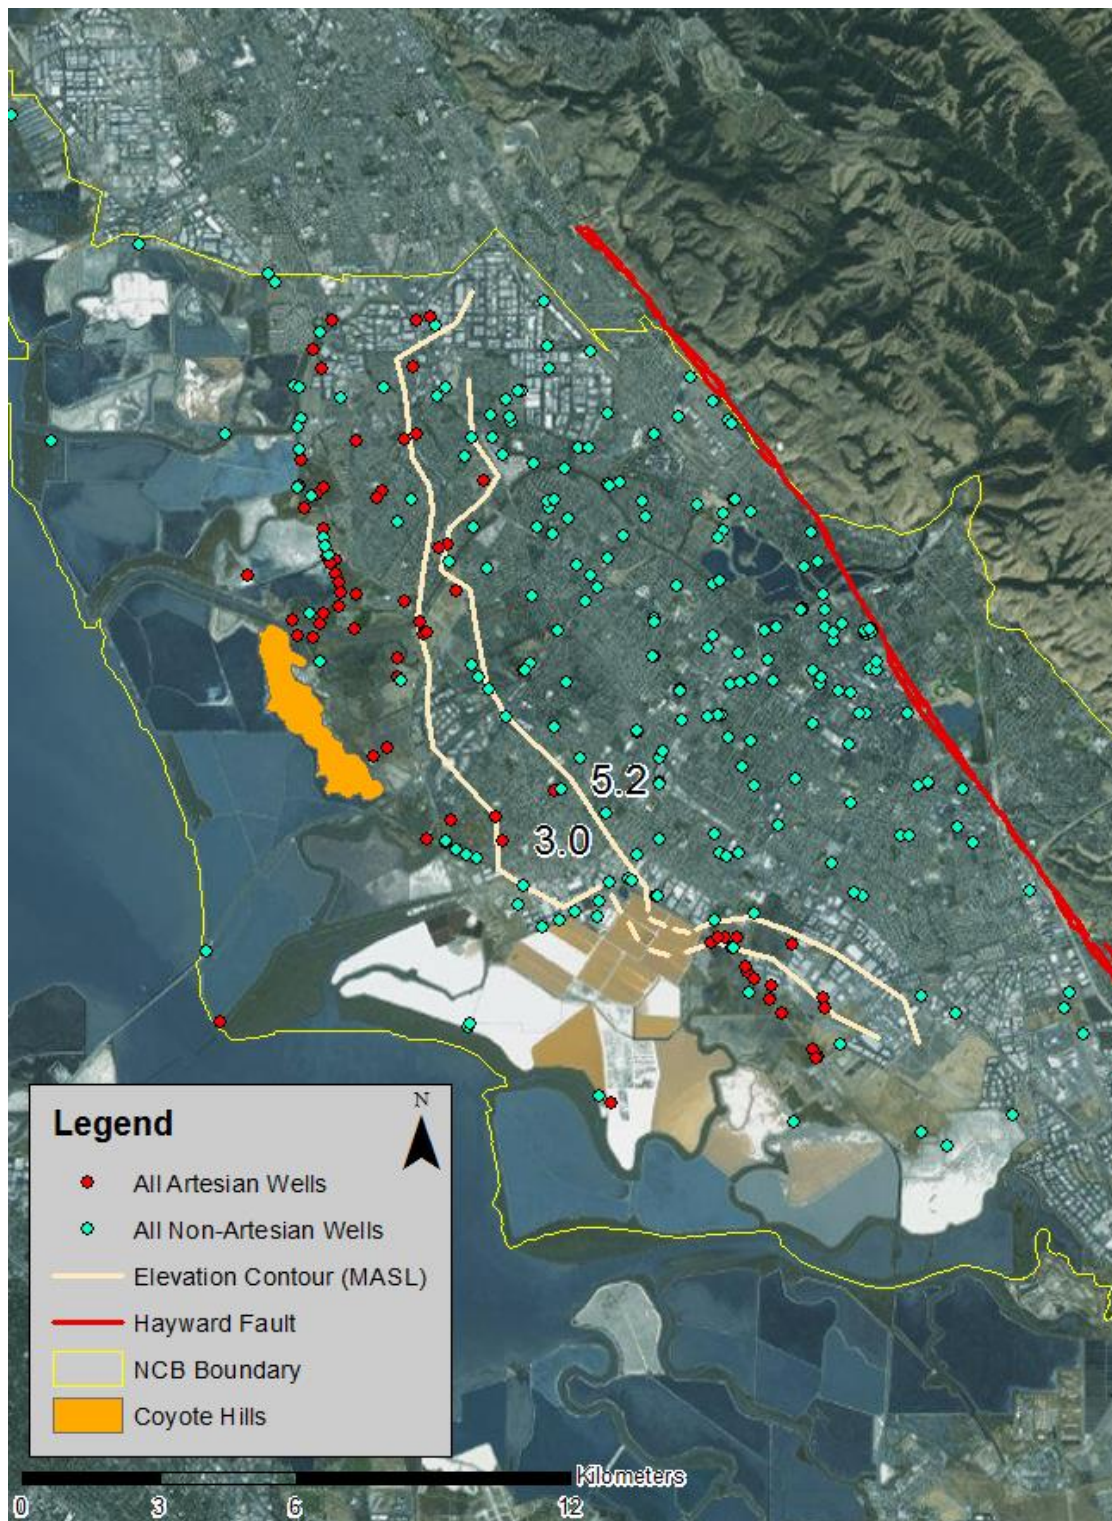 5.2
3.0
Legend
N
All Artesian Wells
All Non-Artesian Wells
Elevation Contour (MASL)
Hayward Fault
NCB Boundary
Coyote Hills
Kilometers
0 3 6 12